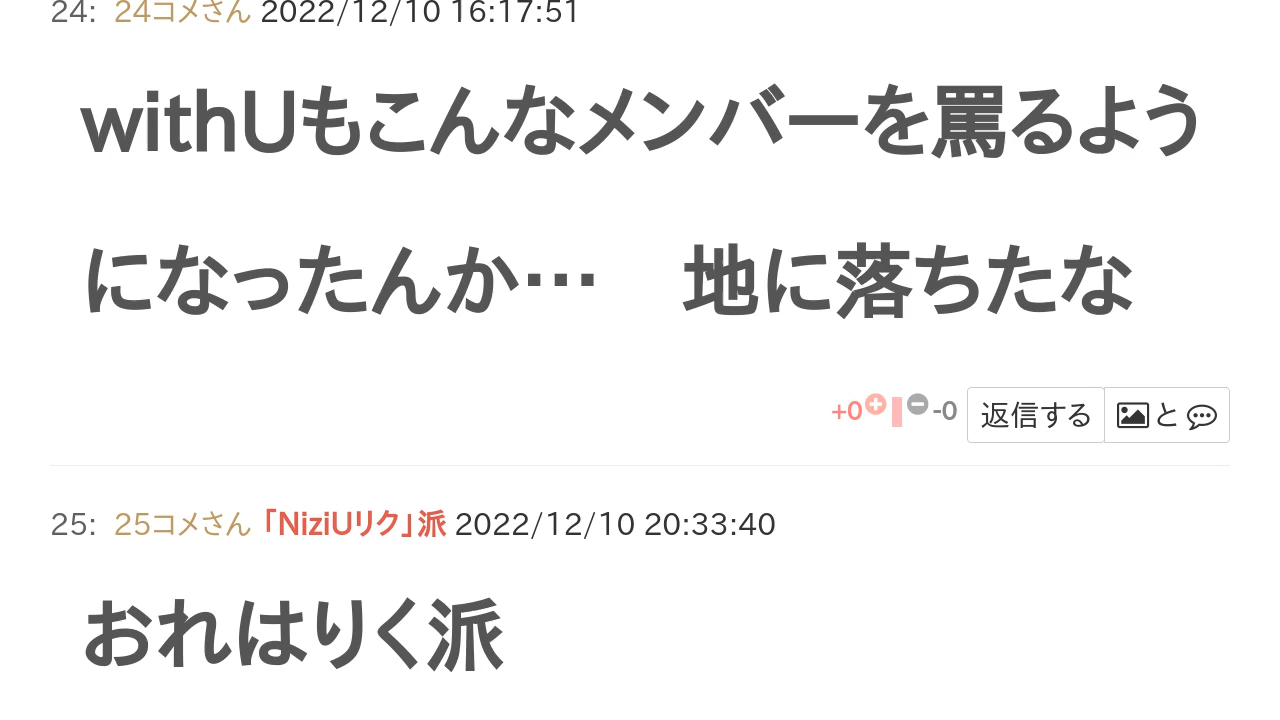 24: 24コメさん 2022/12/10 16:17:51
withUもこんなメンバーを罵るよう
になったんか… 地に落ちたな
+0 -0 返信する と
25: 25コメさん 「NiziUリク」派 2022/12/10 20:33:40
おれはりく派